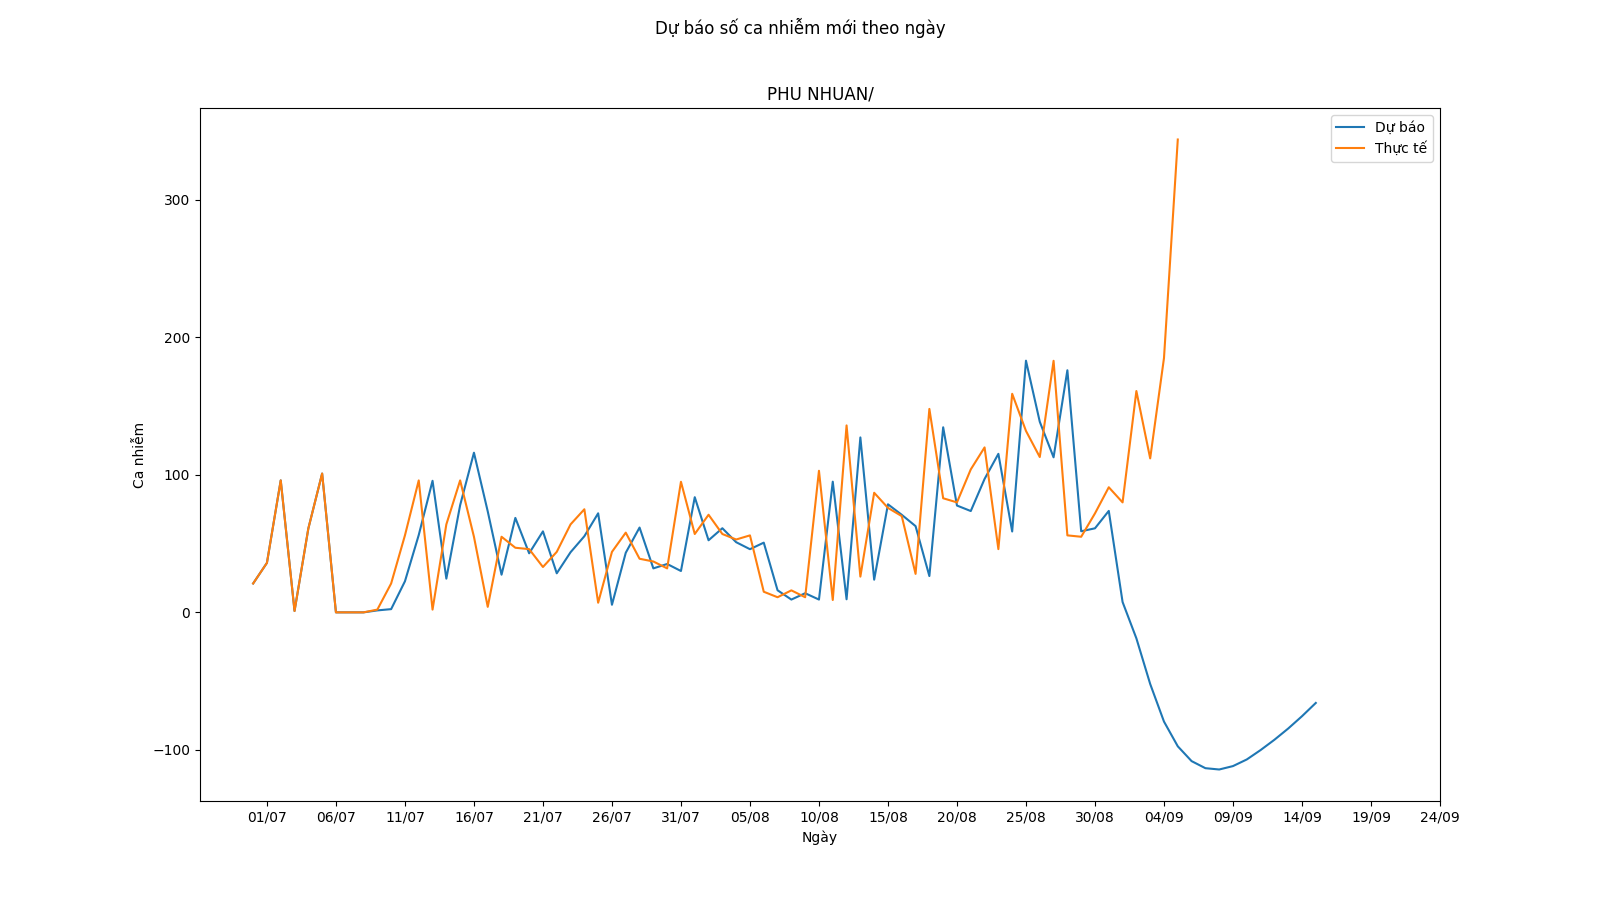 Dự báo số ca nhiễm mới theo ngày
PHU NHUAN/
Dự báo
Thực tế
300
200
100
0
−100
Ca nhiễm
01/07 06/07 11/07 16/07 21/07 26/07 31/07 05/08 10/08 15/08 20/08 25/08 30/08 04/09 09/09 14/09 19/09 24/09
Ngày